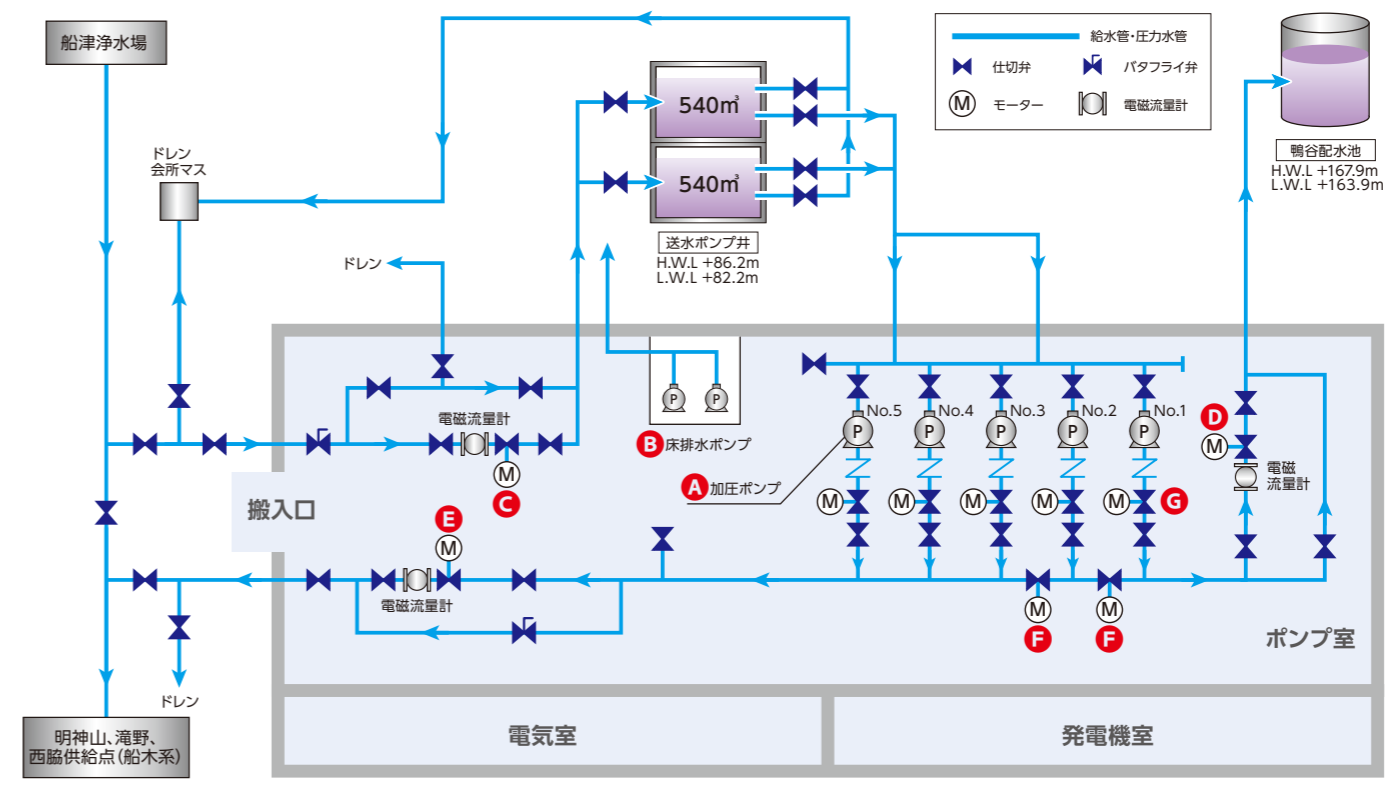 船津浄水場
給水管・圧力水管
仕切弁
バタフライ弁
M
モーター
電磁流量計
540㎥
540㎥
鴨谷配水池
H.W.L +167.9m
L.W.L +163.9m
ドレン
会所マス
送水ポンプ井
H.W.L +86.2m
L.W.L +82.2m
ドレン
P
P
B 床排水ポンプ
No.5
No.4
No.3
No.2
No.1
P
P
P
P
P
A 加圧ポンプ
電磁流量計
M
C
D
M
電磁
流量計
M
M
M
M
M
G
搬入口
E
M
電磁流量計
M
M
F
F
ポンプ室
ドレン
明神山、滝野、
西脇供給点(船木系)
電気室
発電機室